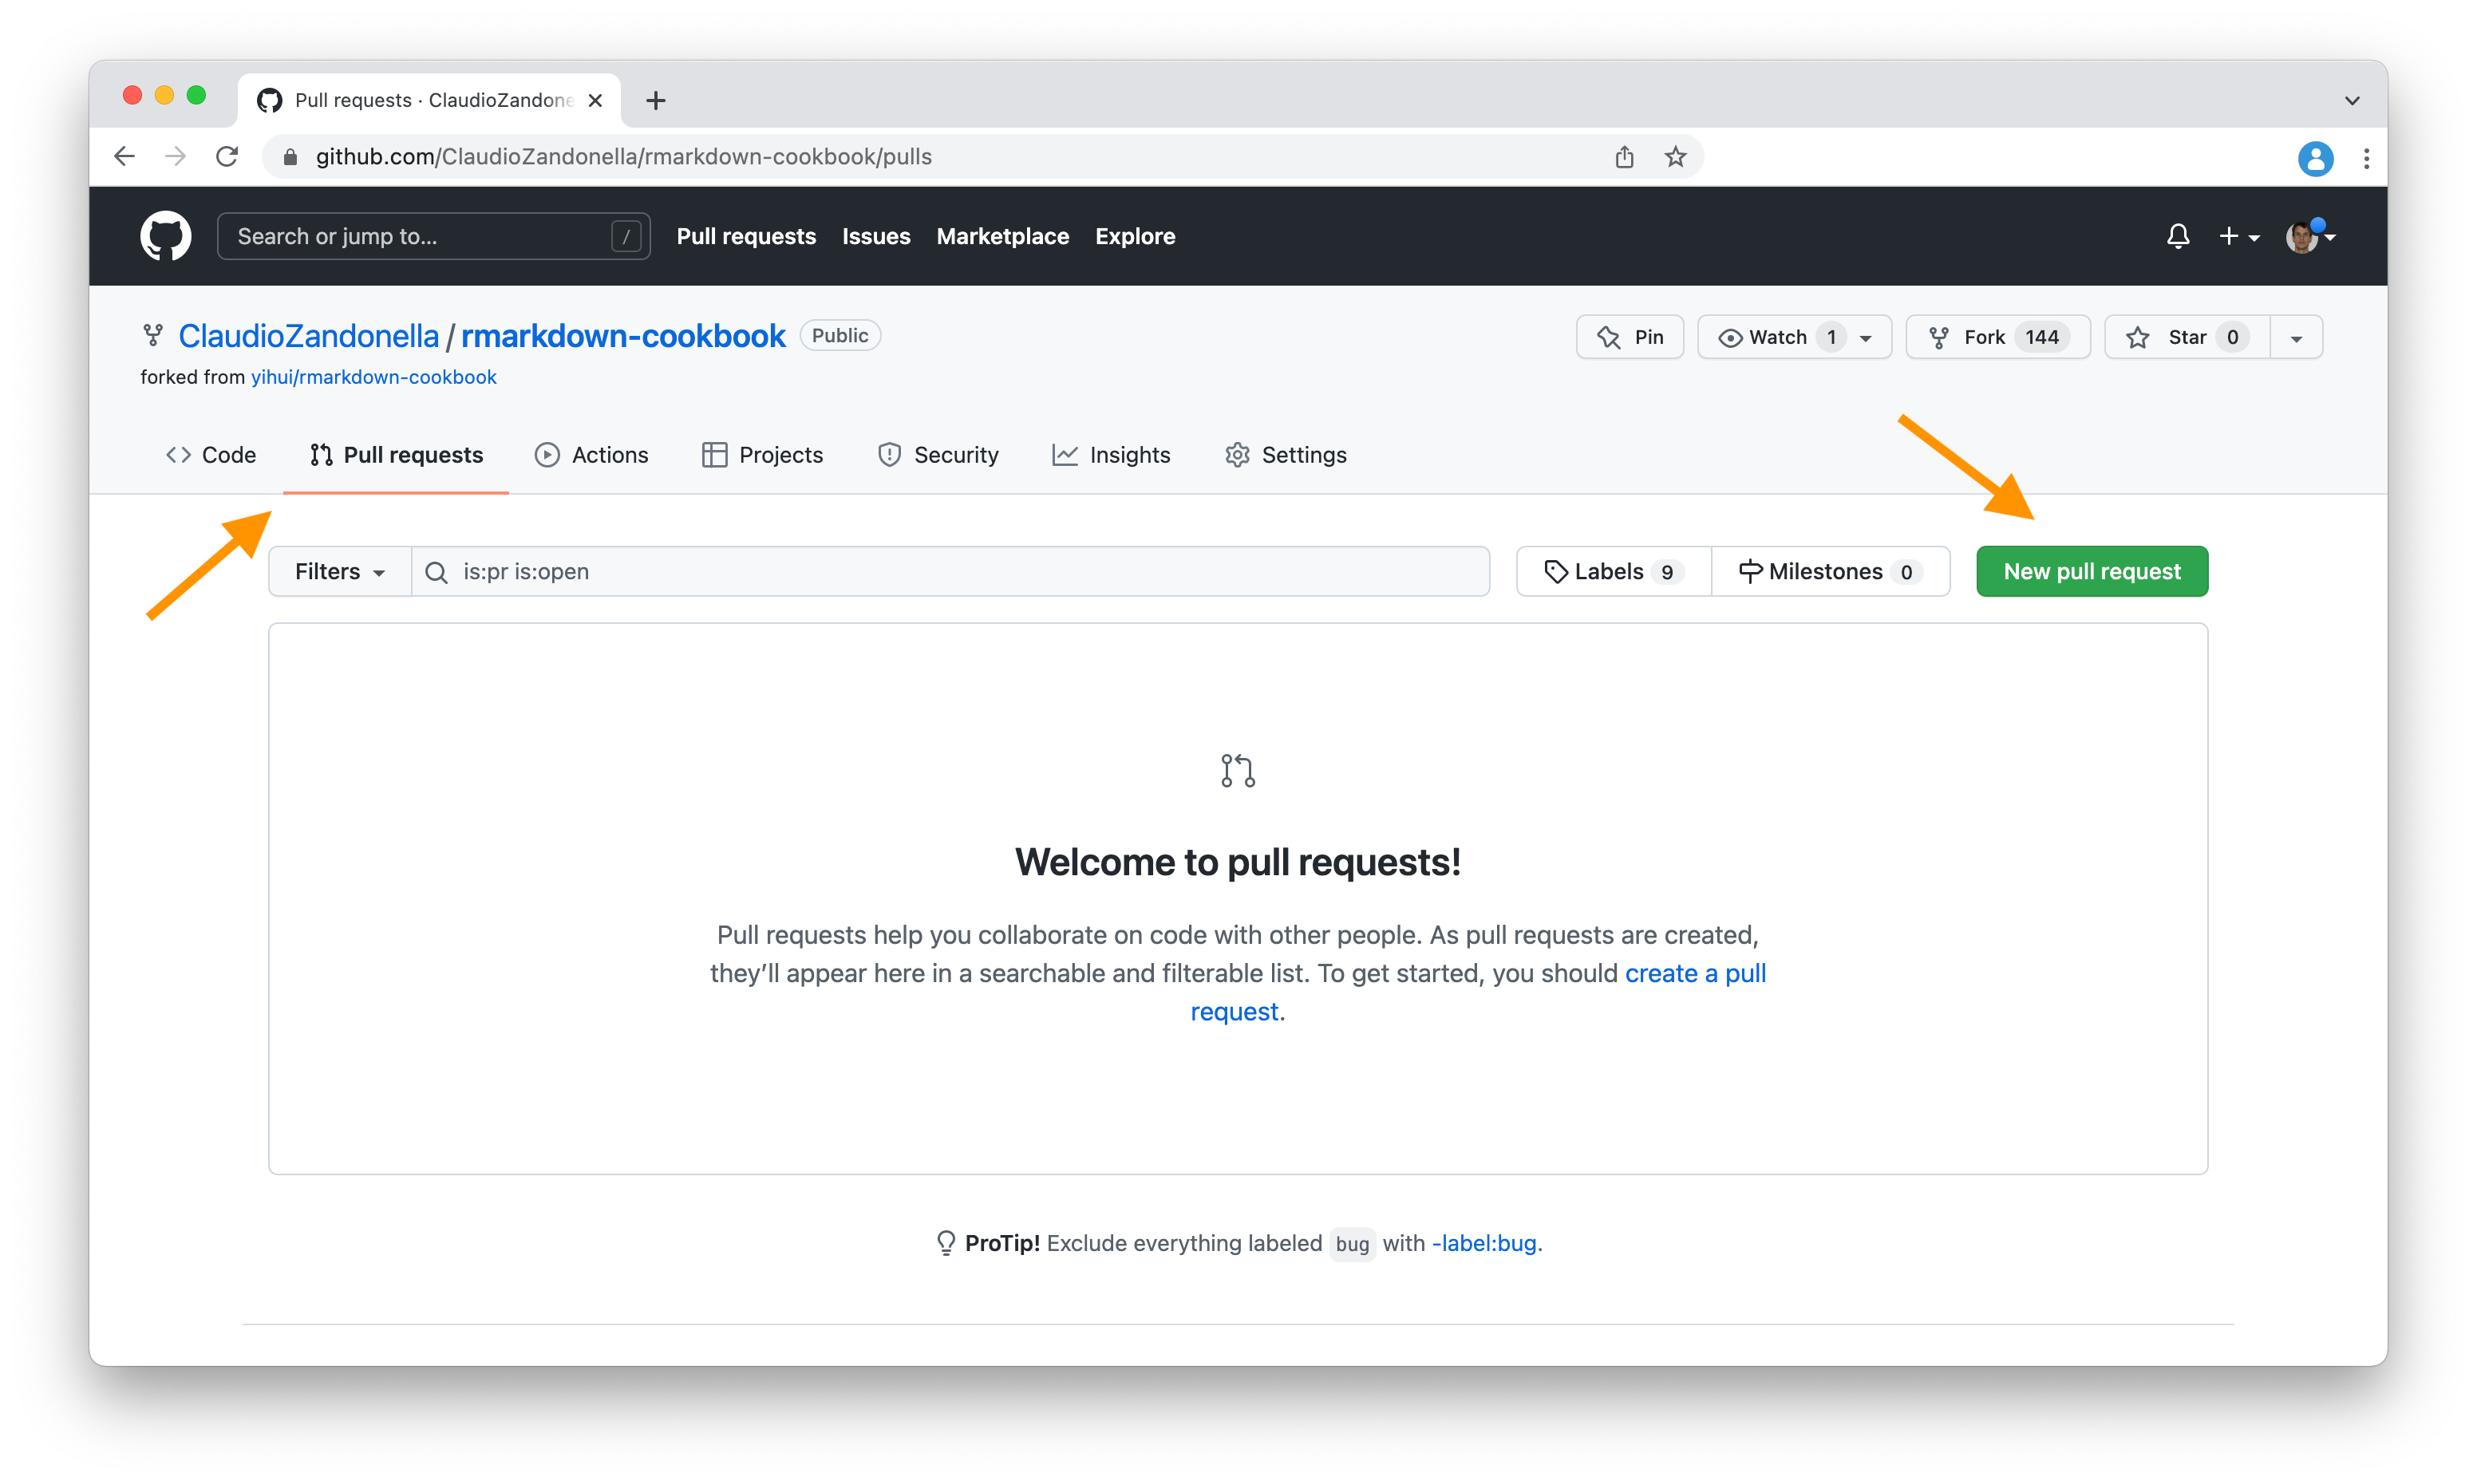 Pull requests · ClaudioZandone
github.com/ClaudioZandonella/rmarkdown-cookbook/pulls
Search or jump to... / Pull requests Issues Marketplace Explore
ClaudioZandonella / rmarkdown-cookbook Public Pin Watch 1 Fork 144 Star 0
forked from yihui/rmarkdown-cookbook
Code Pull requests Actions Projects Security Insights Settings
Filters is:pr is:open Labels 9 Milestones 0 New pull request
Welcome to pull requests!
Pull requests help you collaborate on code with other people. As pull requests are created,
they’ll appear here in a searchable and filterable list. To get started, you should create a pull
request.
ProTip! Exclude everything labeled bug with -label:bug.